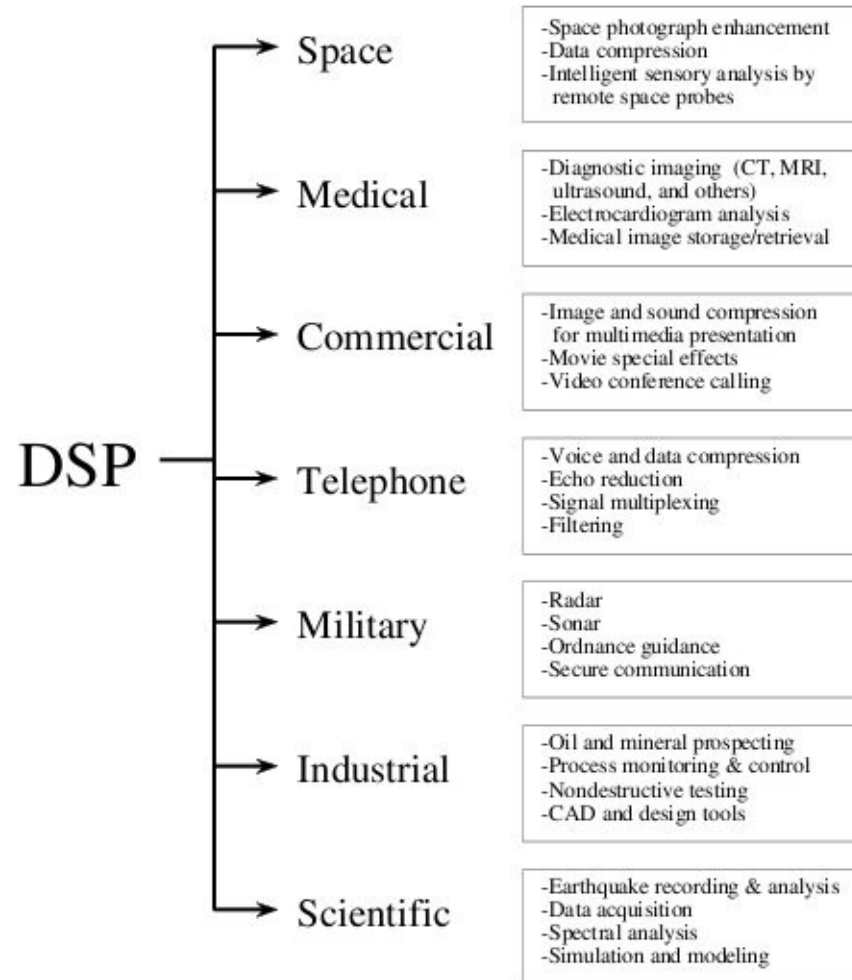 Space
-Space photograph enhancement
-Data compression
-Intelligent sensory analysis by
remote space probes
Medical
-Diagnostic imaging (CT, MRI,
ultrasound, and others)
-Electrocardiogram analysis
-Medical image storage/retrieval
Commercial
-Image and sound compression
for multimedia presentation
-Movie special effects
-Video conference calling
DSP
Telephone
-Voice and data compression
-Echo reduction
-Signal multiplexing
-Filtering
Military
-Radar
-Sonar
-Ordnance guidance
-Secure communication
Industrial
-Oil and mineral prospecting
-Process monitoring & control
-Nondestructive testing
-CAD and design tools
Scientific
-Earthquake recording & analysis
-Data acquisition
-Spectral analysis
-Simulation and modeling